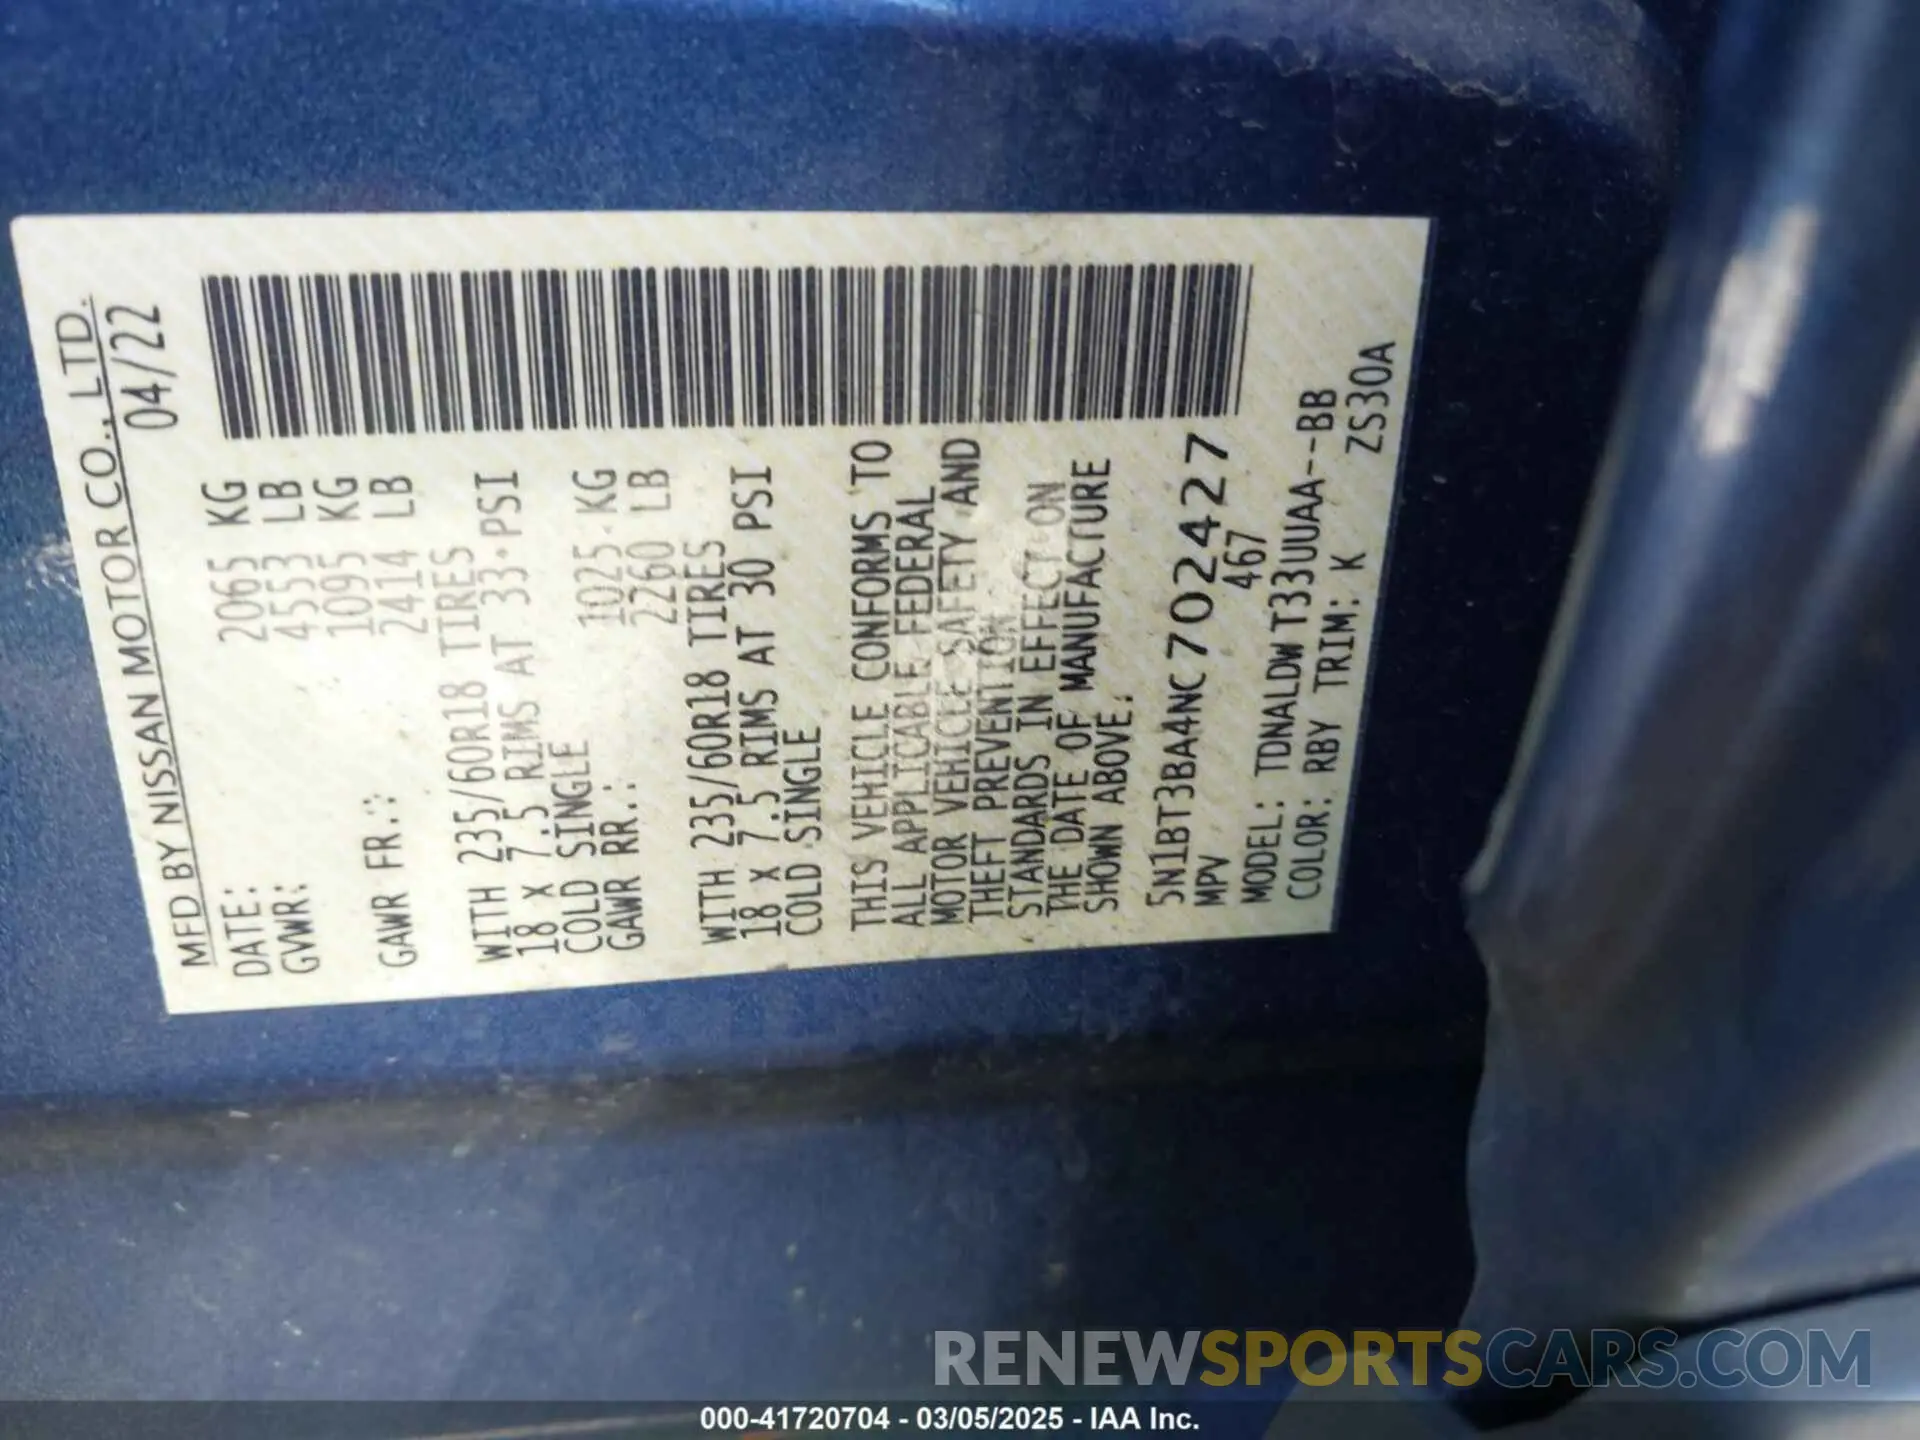 MFD BY NISSAN MOTOR CO., LTD.
DATE: 04/22
GVWR: 2065 KG
4553 LB
GAWR FR.: 1095 KG
2414 LB
WITH 235/60R18 TIRES
18 X 7.5 RIMS AT 33 PSI
COLD SINGLE
GAWR RR.: 1025 KG
2260 LB
WITH 235/60R18 TIRES
18 X 7.5 RIMS AT 30 PSI
COLD SINGLE
THIS VEHICLE CONFORMS TO
ALL APPLICABLE FEDERAL
MOTOR VEHICLE SAFETY AND
THEFT PREVENTION
STANDARDS IN EFFECT ON
THE DATE OF MANUFACTURE
SHOWN ABOVE:
5N1BT3BA4NC702427
MPV 467
MODEL: TDNALDW T33UUAA--BB
COLOR: RBY TRIM: K
ZS30A
RENEWSPORTSCARS.COM
000-41720704 - 03/05/2025 - IAA Inc.